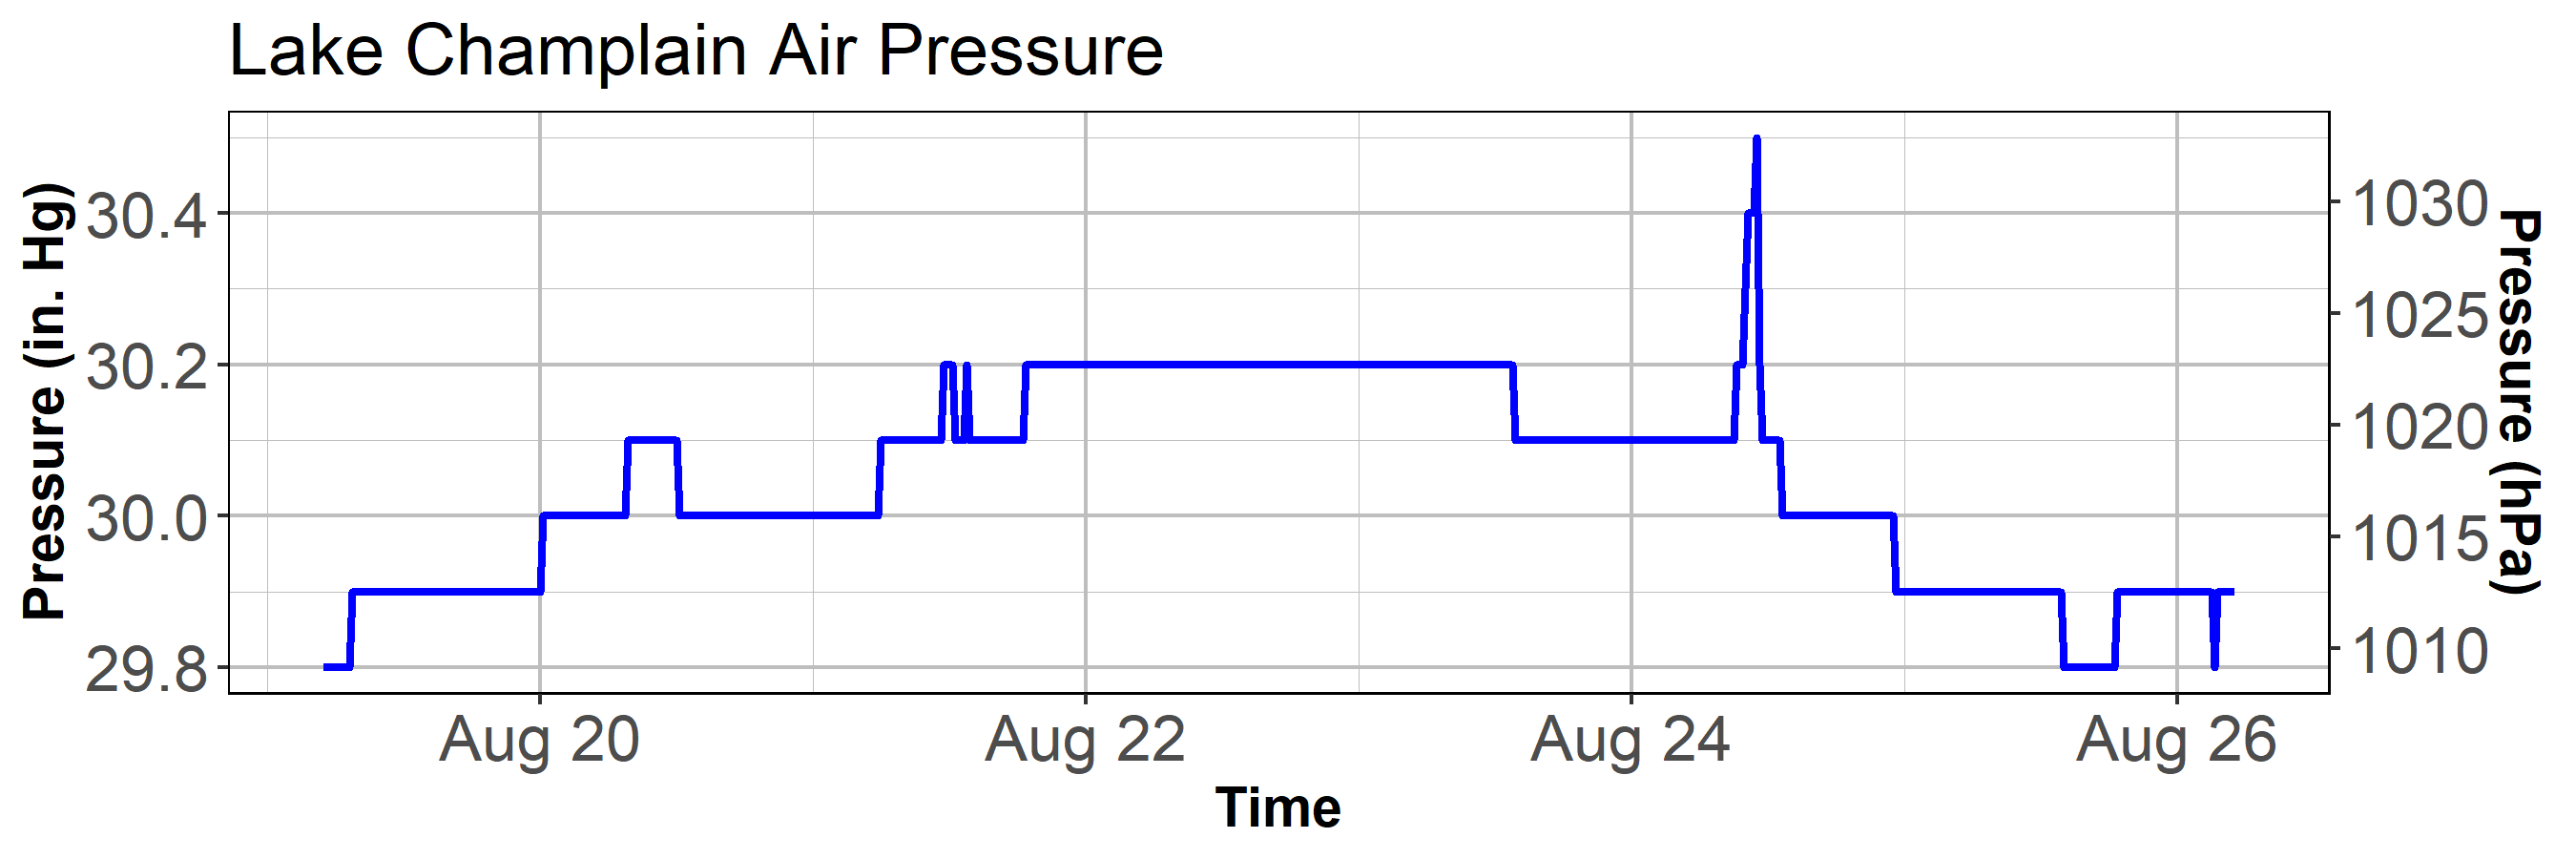 Lake Champlain Air Pressure
Pressure (in. Hg)
30.4
30.2
30.0
29.8
1030
1025
1020
1015
1010
Pressure (hPa)
Aug 20 Aug 22 Aug 24 Aug 26
Time